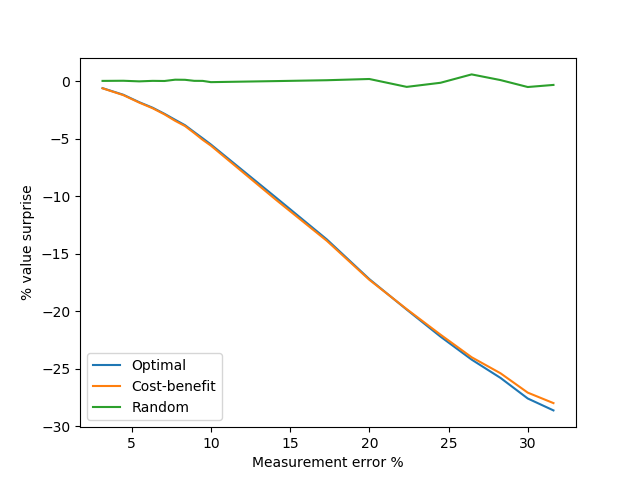 0
−5
−10
−15
−20
−25
−30
% value surprise
Optimal
Cost-benefit
Random
5 10 15 20 25 30
Measurement error %